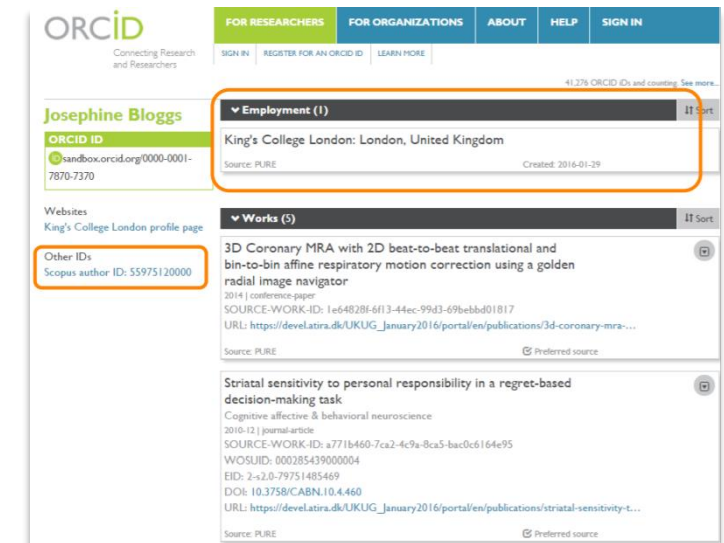 ORCiD
Connecting Research
and Researchers
FOR RESEARCHERS FOR ORGANIZATIONS ABOUT HELP SIGN IN
SIGN IN REGISTER FOR AN ORCID ID LEARN MORE
41,276 ORCID iDs and counting. See more...
Josephine Bloggs
ORCID ID
iD sandbox.orcid.org/0000-0001-
7870-7370
Websites
King's College London profile page
Other IDs
Scopus author ID: 55975120000
Employment (1) Sort
King's College London: London, United Kingdom
Source: PURE Created: 2016-01-29
Works (5) Sort
3D Coronary MRA with 2D beat-to-beat translational and
bin-to-bin affine respiratory motion correction using a golden
radial image navigator
2014 | conference-paper
SOURCE-WORK-ID: 1e64828f-6f13-44ec-99d3-69bebbd01817
URL: https://devel.atira.dk/UKUG_January2016/portal/en/publications/3d-coronary-mra-...
Source: PURE Preferred source
Striatal sensitivity to personal responsibility in a regret-based
decision-making task
Cognitive affective & behavioral neuroscience
2010-12 | journal-article
SOURCE-WORK-ID: a771b460-7ca2-4c9a-8ca5-bac0c6164e95
WOSUID: 000285439000004
EID: 2-s2.0-79751485469
DOI: 10.3758/CABN.10.4.460
URL: https://devel.atira.dk/UKUG_January2016/portal/en/publications/striatal-sensitivity-t...
Source: PURE Preferred source